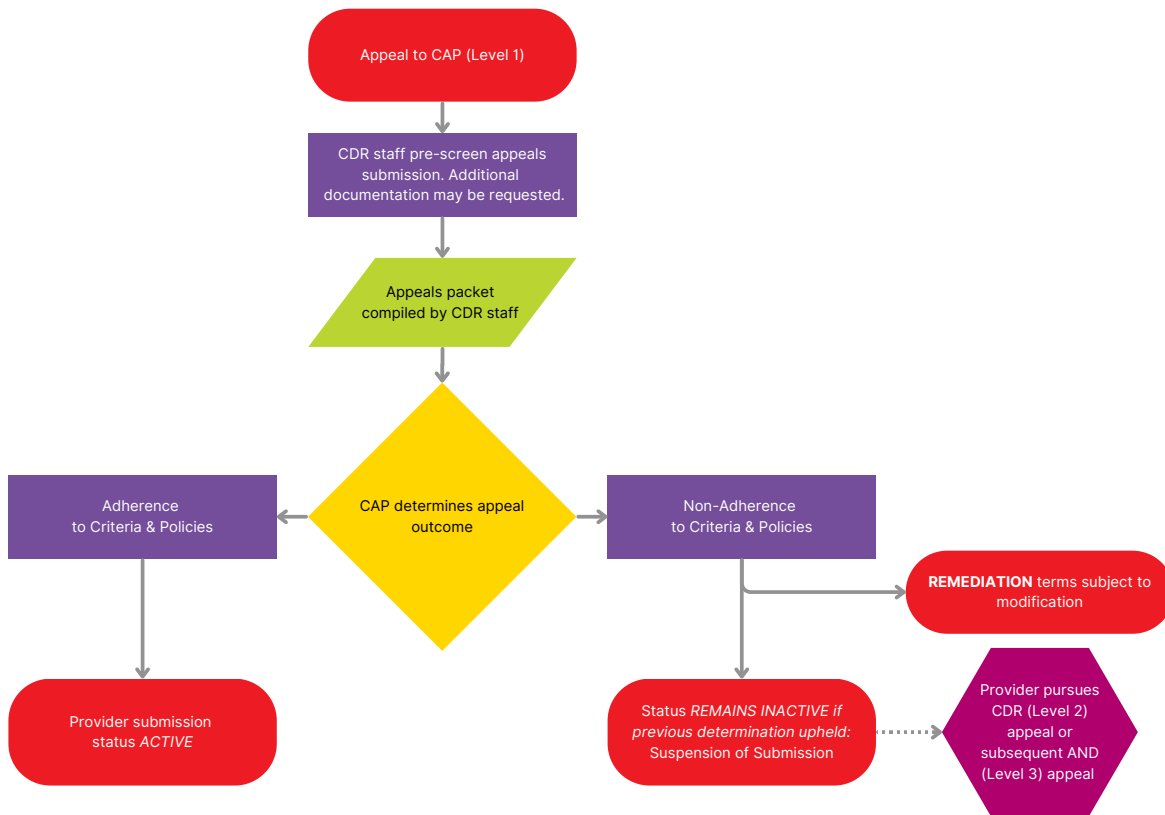 Appeal to CAP (Level 1)
CDR staff pre-screen appeals
submission. Additional
documentation may be requested.
Appeals packet
compiled by CDR staff
CAP determines appeal
outcome
Adherence
to Criteria & Policies
Non-Adherence
to Criteria & Policies
REMEDIATION terms subject to
modification
Provider submission
status ACTIVE
Status REMAINS INACTIVE if
previous determination upheld:
Suspension of Submission
Provider pursues
CDR (Level 2)
appeal or
subsequent AND
(Level 3) appeal